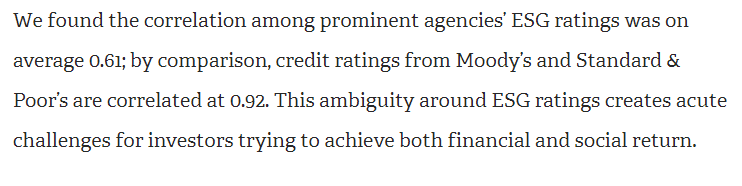 We found the correlation among prominent agencies' ESG ratings was on
average 0.61; by comparison, credit ratings from Moody's and Standard &
Poor's are correlated at 0.92. This ambiguity around ESG ratings creates acute
challenges for investors trying to achieve both financial and social return.